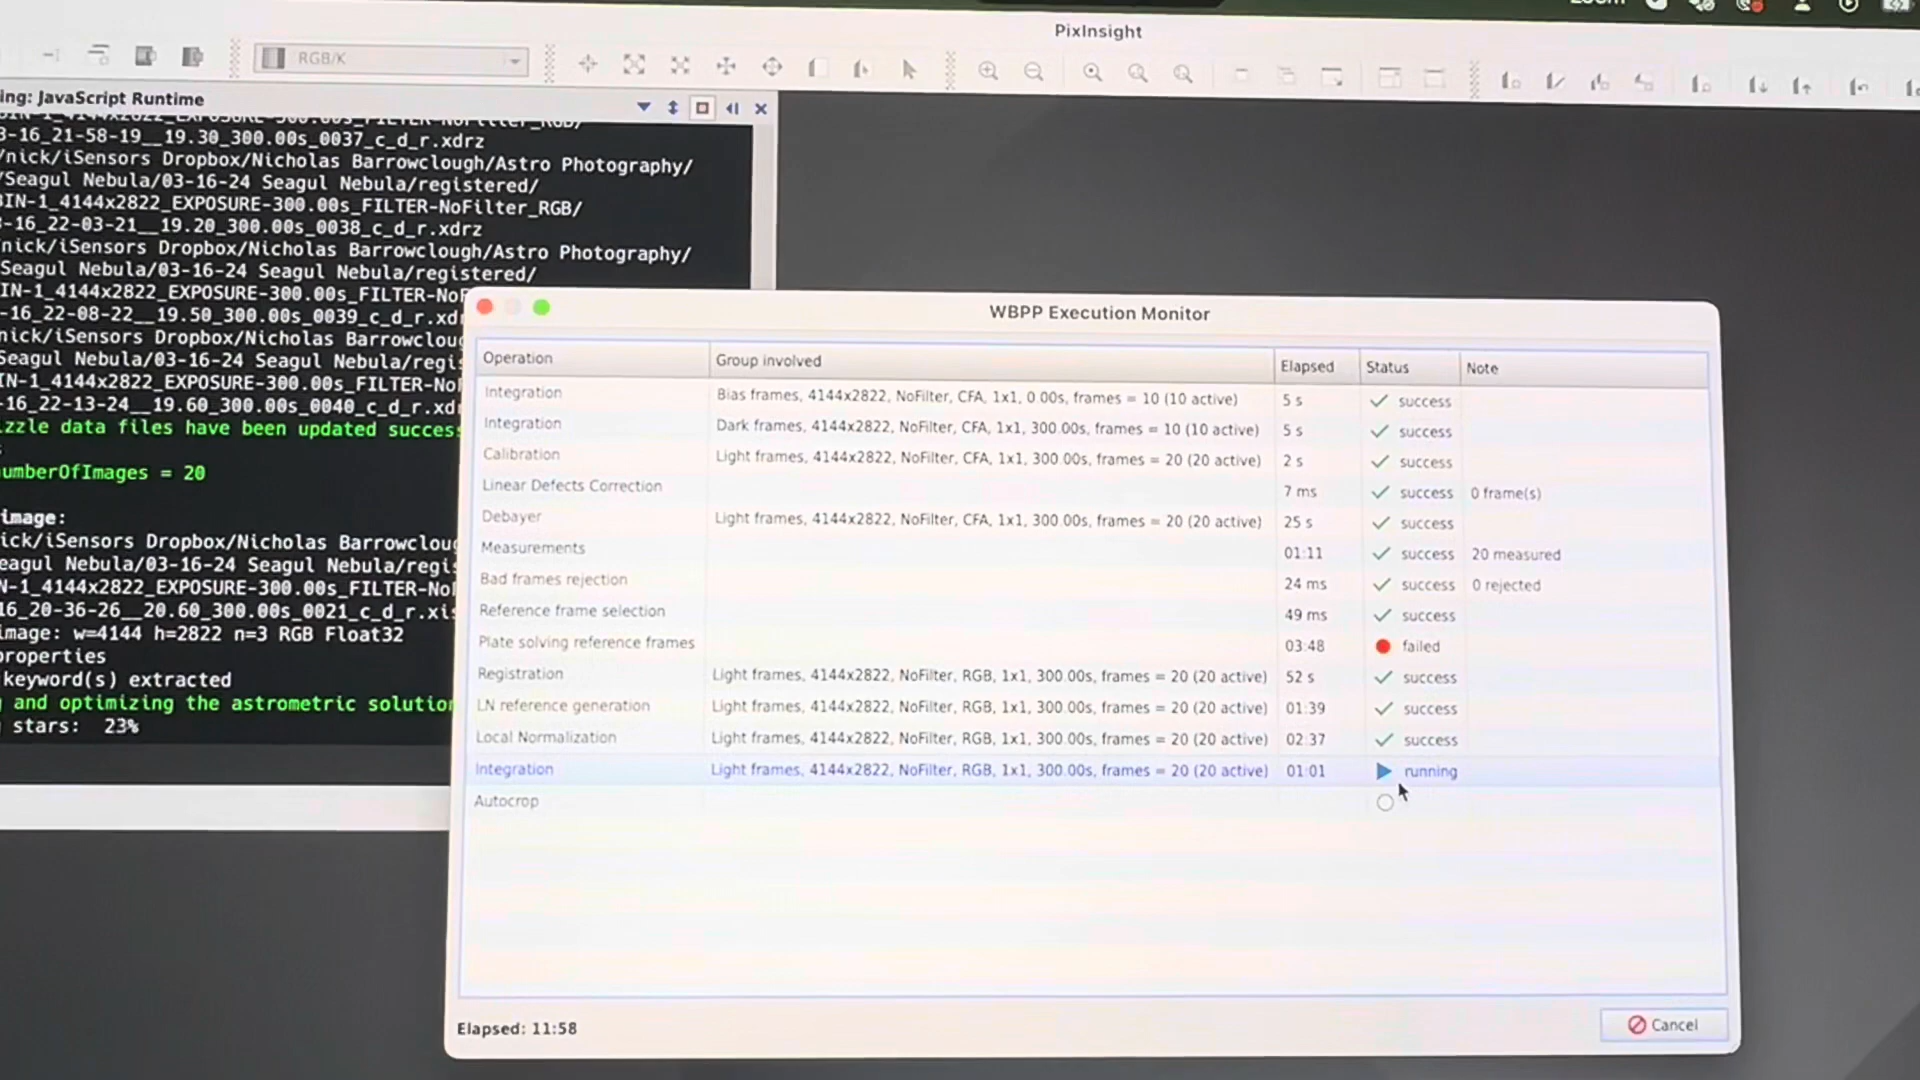 PixInsight
RGB/K
ing: JavaScript Runtime
3-16_21-58-19__19.30_300.00s_0037_c_d_r.xdrz
/nick/iSensors Dropbox/Nicholas Barrowclough/Astro Photography/
/Seagul Nebula/03-16-24 Seagul Nebula/registered/
BIN-1_4144x2822_EXPOSURE-300.00s_FILTER-NoFilter_RGB/
3-16_22-03-21__19.20_300.00s_0038_c_d_r.xdrz
nick/iSensors Dropbox/Nicholas Barrowclough/Astro Photography/
Seagul Nebula/03-16-24 Seagul Nebula/registered/
IN-1_4144x2822_EXPOSURE-300.00s_FILTER-NoF
-16_22-08-22__19.50_300.00s_0039_c_d_r.xd
nick/iSensors Dropbox/Nicholas Barrowclou
Seagul Nebula/03-16-24 Seagul Nebula/regi
IN-1_4144x2822_EXPOSURE-300.00s_FILTER-No
-16_22-13-24__19.60_300.00s_0040_c_d_r.xd
izzle data files have been updated succes
numberOfImages = 20
image:
ick/iSensors Dropbox/Nicholas Barrowclou
eagul Nebula/03-16-24 Seagul Nebula/regis
N-1_4144x2822_EXPOSURE-300.00s_FILTER-No
16_20-36-26__20.60_300.00s_0021_c_d_r.xis
image: w=4144 h=2822 n=3 RGB Float32
properties
keyword(s) extracted
and optimizing the astrometric solution
stars: 23%
WBPP Execution Monitor
Operation Group involved Elapsed Status Note
Integration Bias frames, 4144x2822, NoFilter, CFA, 1x1, 0.00s, frames = 10 (10 active) 5 s success
Integration Dark frames, 4144x2822, NoFilter, CFA, 1x1, 300.00s, frames = 10 (10 active) 5 s success
Calibration Light frames, 4144x2822, NoFilter, CFA, 1x1, 300.00s, frames = 20 (20 active) 2 s success
Linear Defects Correction 7 ms success 0 frame(s)
Debayer Light frames, 4144x2822, NoFilter, CFA, 1x1, 300.00s, frames = 20 (20 active) 25 s success
Measurements 01:11 success 20 measured
Bad frames rejection 24 ms success 0 rejected
Reference frame selection 49 ms success
Plate solving reference frames 03:48 failed
Registration Light frames, 4144x2822, NoFilter, RGB, 1x1, 300.00s, frames = 20 (20 active) 52 s success
LN reference generation Light frames, 4144x2822, NoFilter, RGB, 1x1, 300.00s, frames = 20 (20 active) 01:39 success
Local Normalization Light frames, 4144x2822, NoFilter, RGB, 1x1, 300.00s, frames = 20 (20 active) 02:37 success
Integration Light frames, 4144x2822, NoFilter, RGB, 1x1, 300.00s, frames = 20 (20 active) 01:01 running
Autocrop
Elapsed: 11:58
Cancel